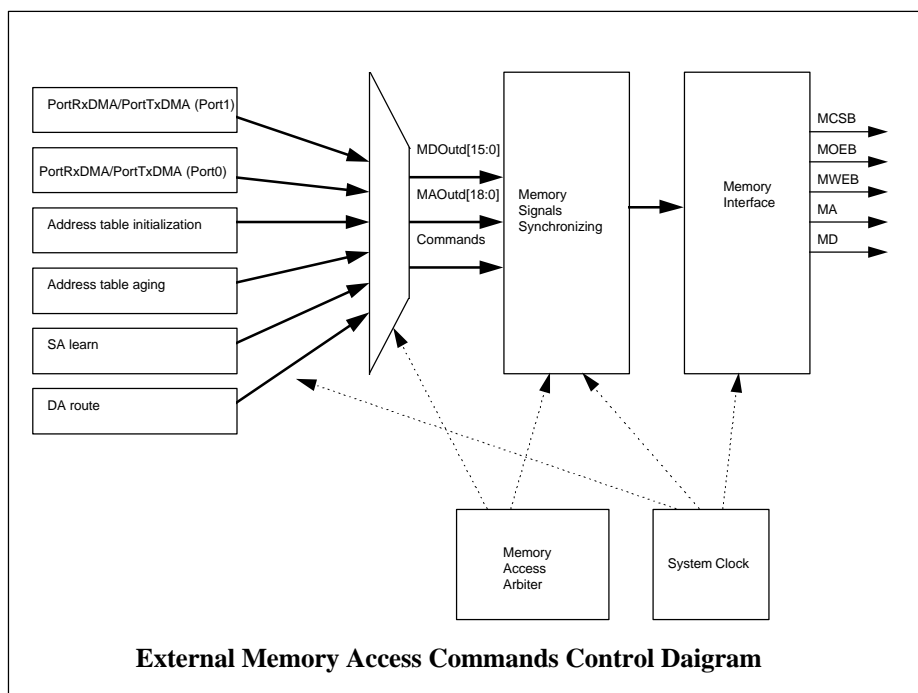 PortRxDMA/PortTxDMA (Port1)
PortRxDMA/PortTxDMA (Port0)
Address table initialization
Address table aging
SA learn
DA route
MDOutd[15:0]
MAOutd[18:0]
Commands
Memory
Signals
Synchronizing
Memory
Interface
MCSB
MOEB
MWEB
MA
MD
Memory
Access
Arbiter
System Clock
External Memory Access Commands Control Daigram